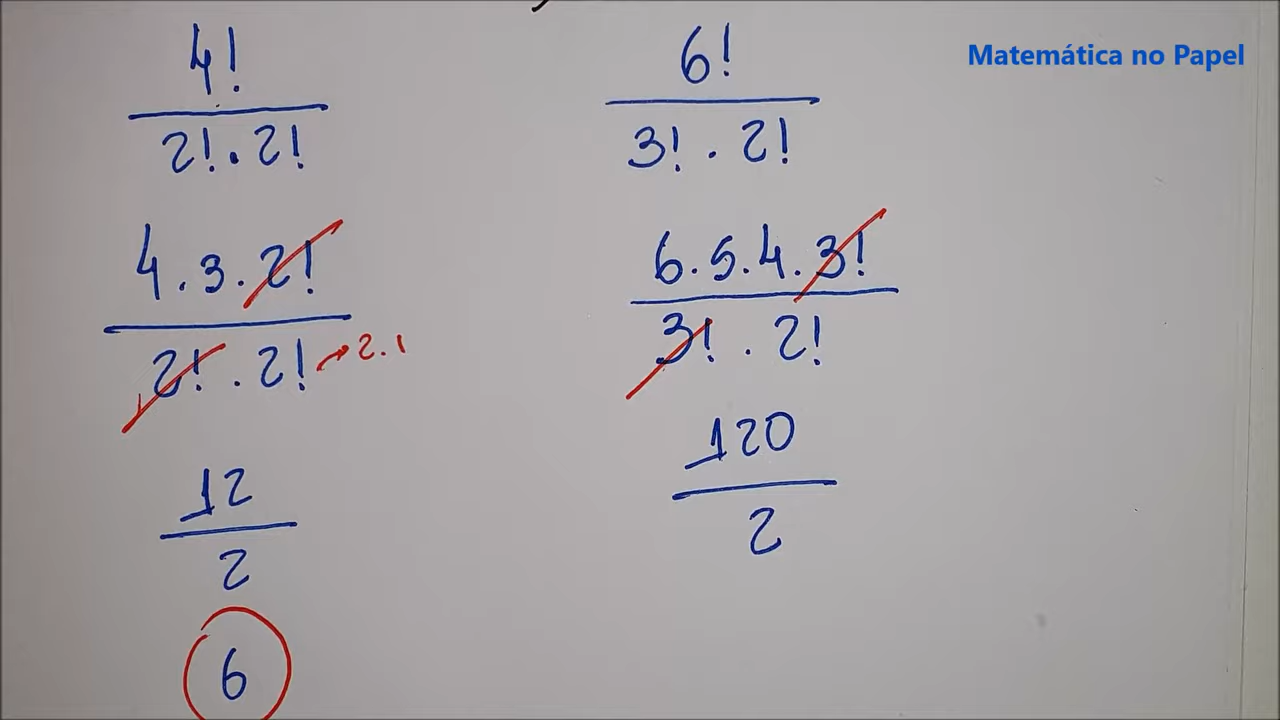 Matemática no Papel
4!
2! . 2!
4 . 3 . 2!
2! . 2! → 2 . 1
12
2
6
6!
3! . 2!
6 . 5 . 4 . 3!
3! . 2!
120
2